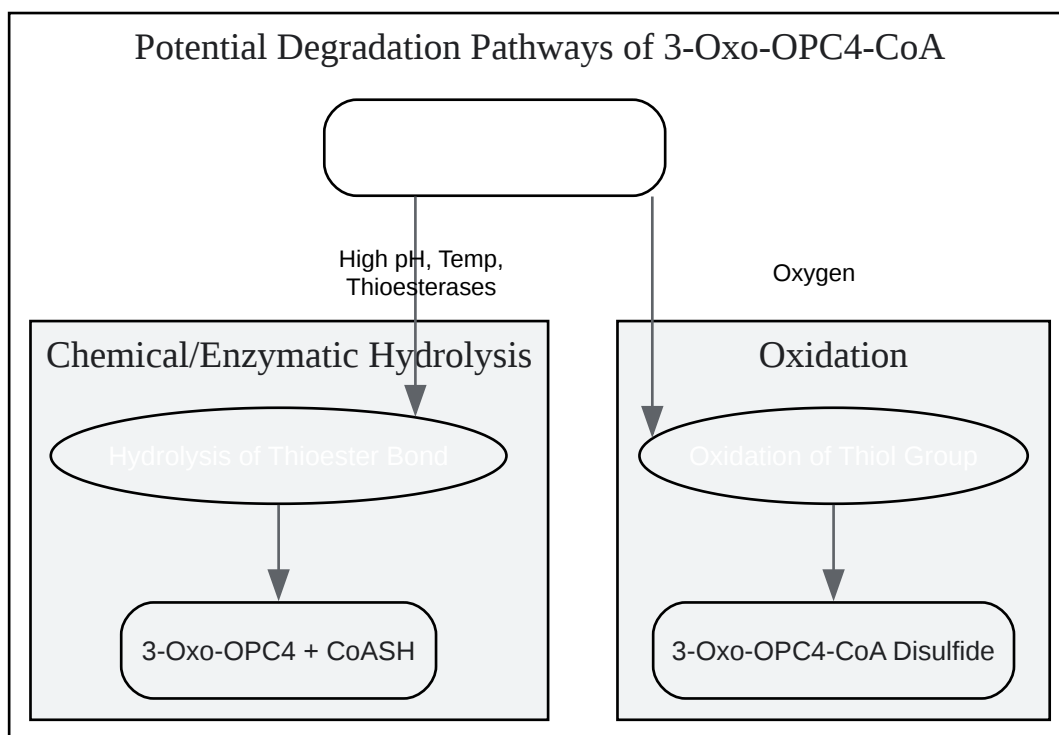 Potential Degradation Pathways of 3-Oxo-OPC4-CoA
High pH, Temp,
Thioesterases
Oxygen
Chemical/Enzymatic Hydrolysis
Oxidation
Hydrolysis of Thioester Bond
Oxidation of Thiol Group
3-Oxo-OPC4 + CoASH
3-Oxo-OPC4-CoA Disulfide